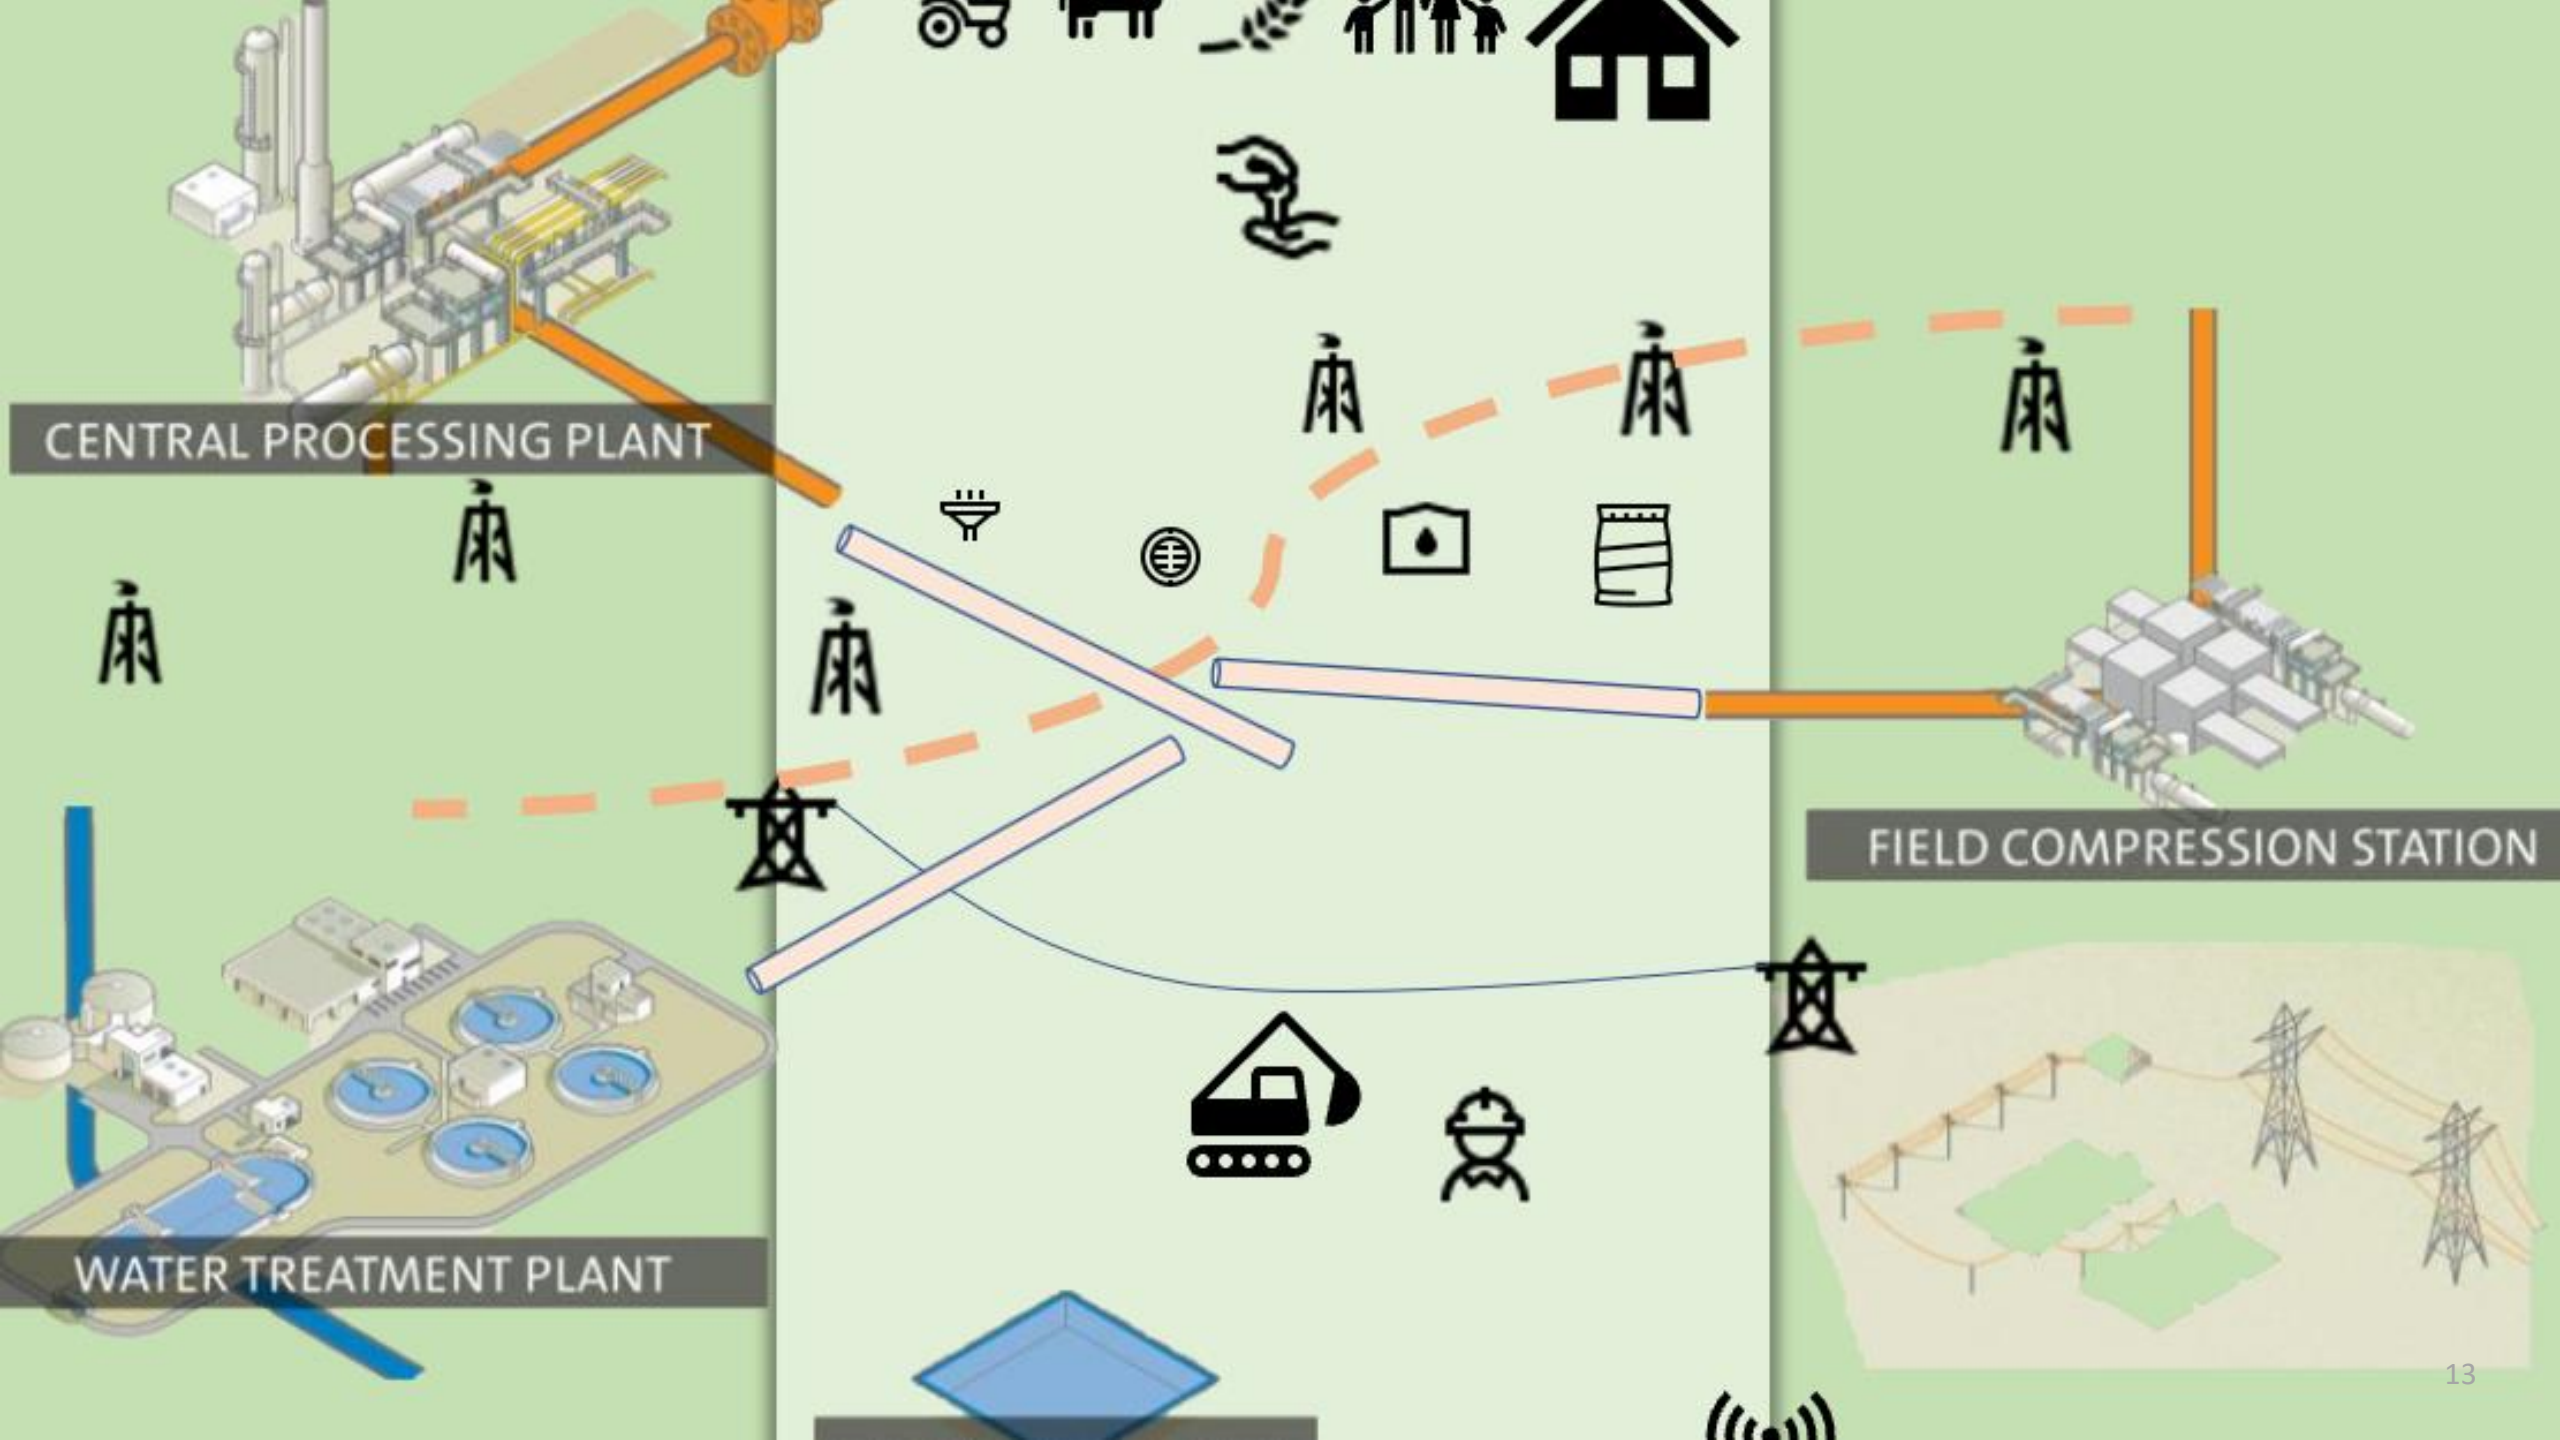 CENTRAL PROCESSING PLANT
FIELD COMPRESSION STATION
WATER TREATMENT PLANT
13